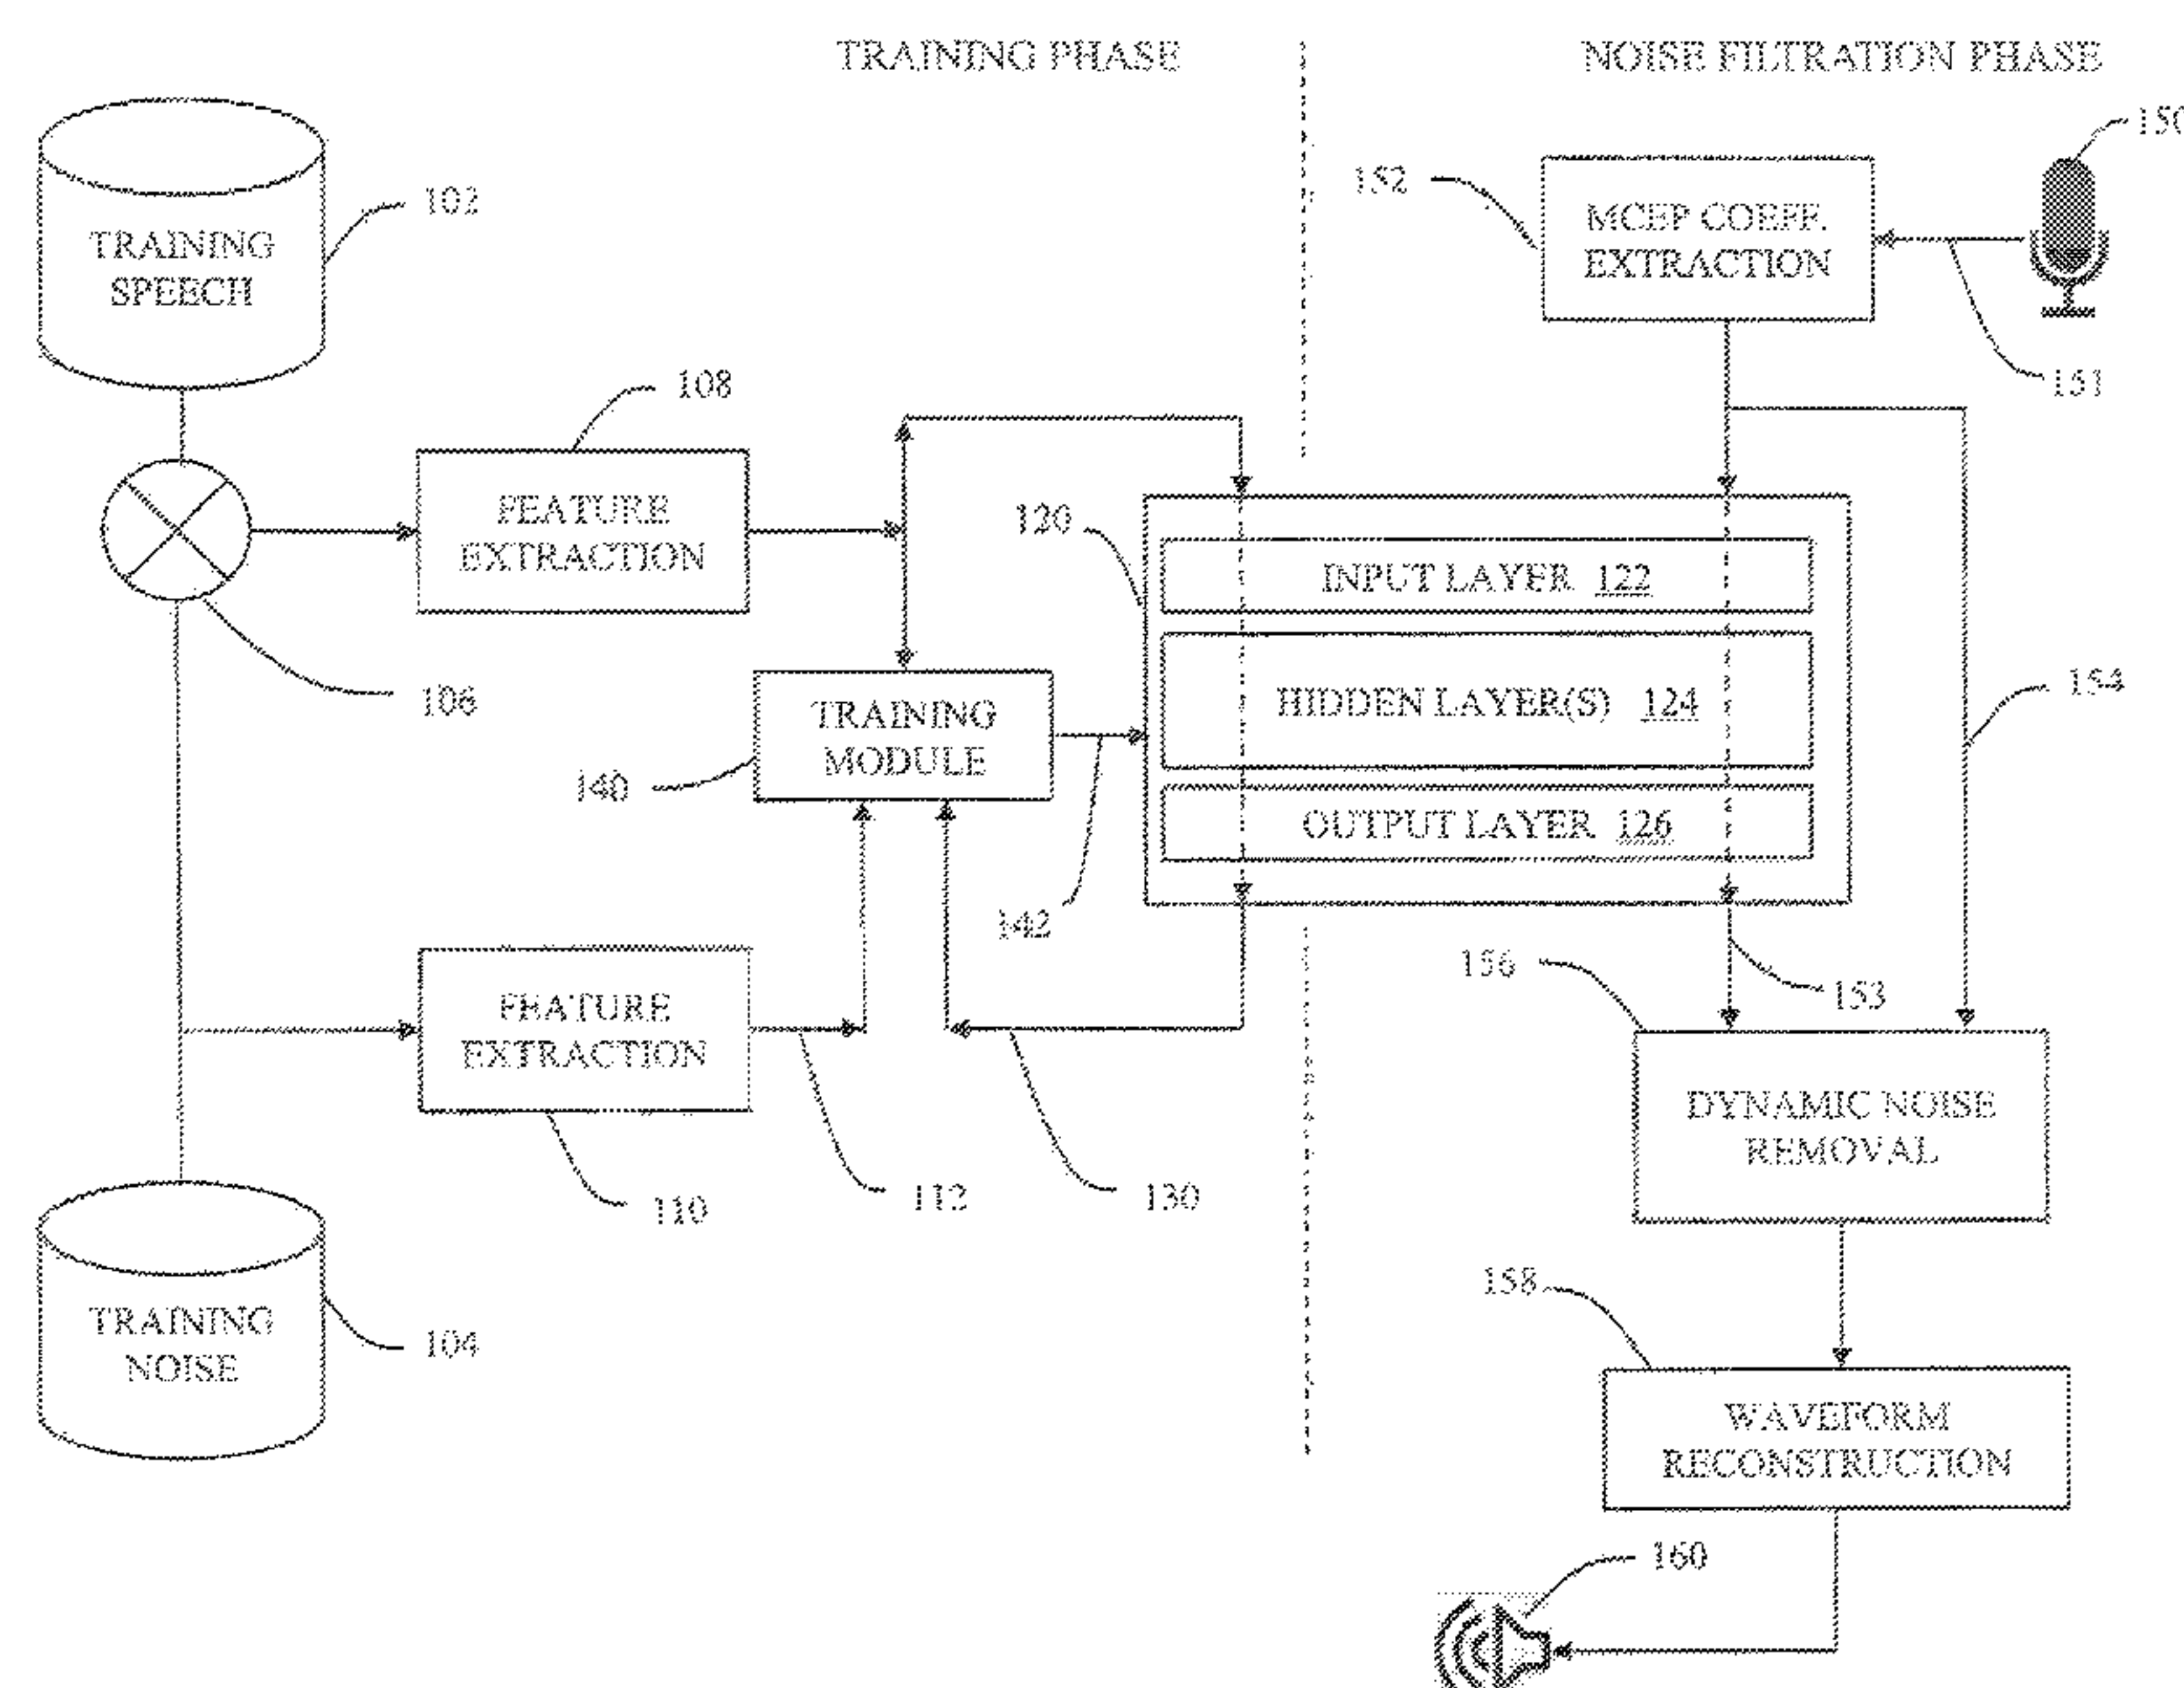 TRAINING PHASE
NOISE FILTRATION PHASE
150
152
MCEP COEFF.
EXTRACTION
151
102
TRAINING
SPEECH
108
FEATURE
EXTRACTION
106
120
INPUT LAYER 122
HIDDEN LAYER(S) 124
OUTPUT LAYER 126
154
TRAINING
MODULE
140
142
156
153
FEATURE
EXTRACTION
110
112
130
DYNAMIC NOISE
REMOVAL
158
TRAINING
NOISE
104
WAVEFORM
RECONSTRUCTION
160